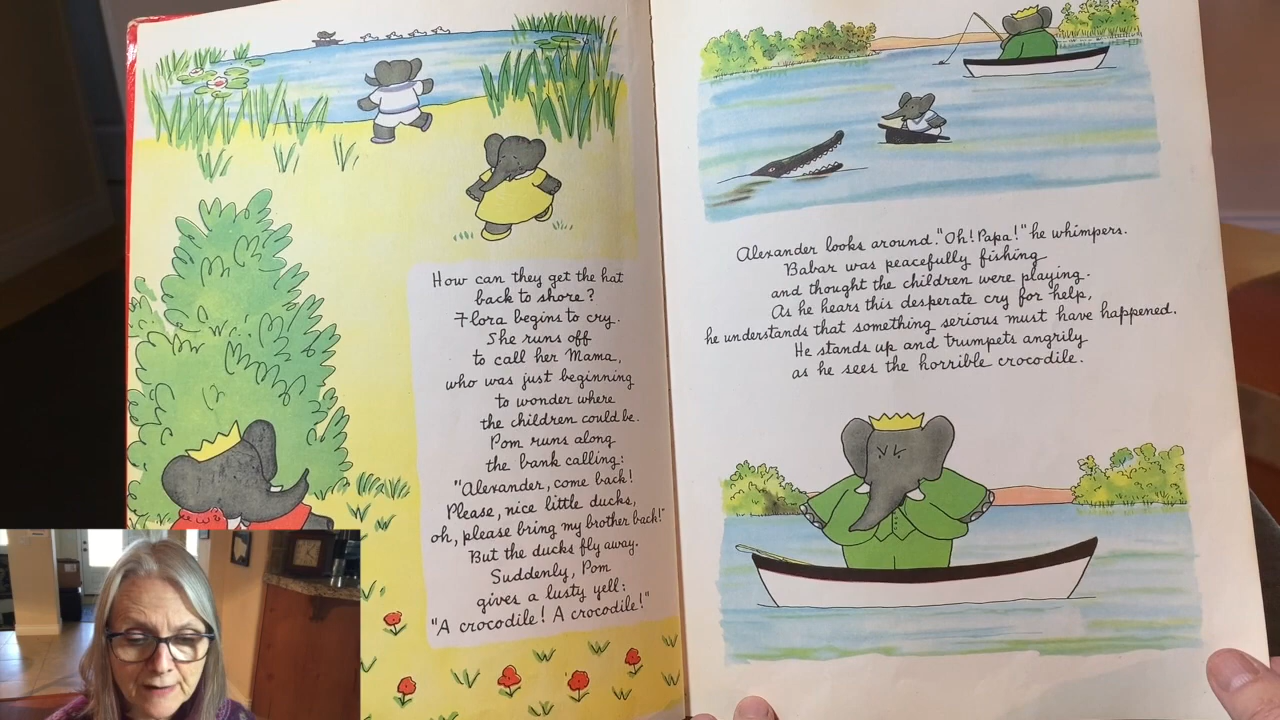 How can they get the hat
back to shore?
Flora begins to cry.
She runs off
to call her Mama,
who was just beginning
to wonder where
the children could be.
Pom runs along
the bank calling:
"Alexander, come back!
Please, nice little ducks,
oh, please bring my brother back!"
But the ducks fly away.
Suddenly, Pom
gives a lusty yell:
"A crocodile! A crocodile!"
Alexander looks around. "Oh! Papa!" he whimpers.
Babar was peacefully fishing
and thought the children were playing.
As he hears this desperate cry for help,
he understands that something serious must have happened.
He stands up and trumpets angrily
as he sees the horrible crocodile.